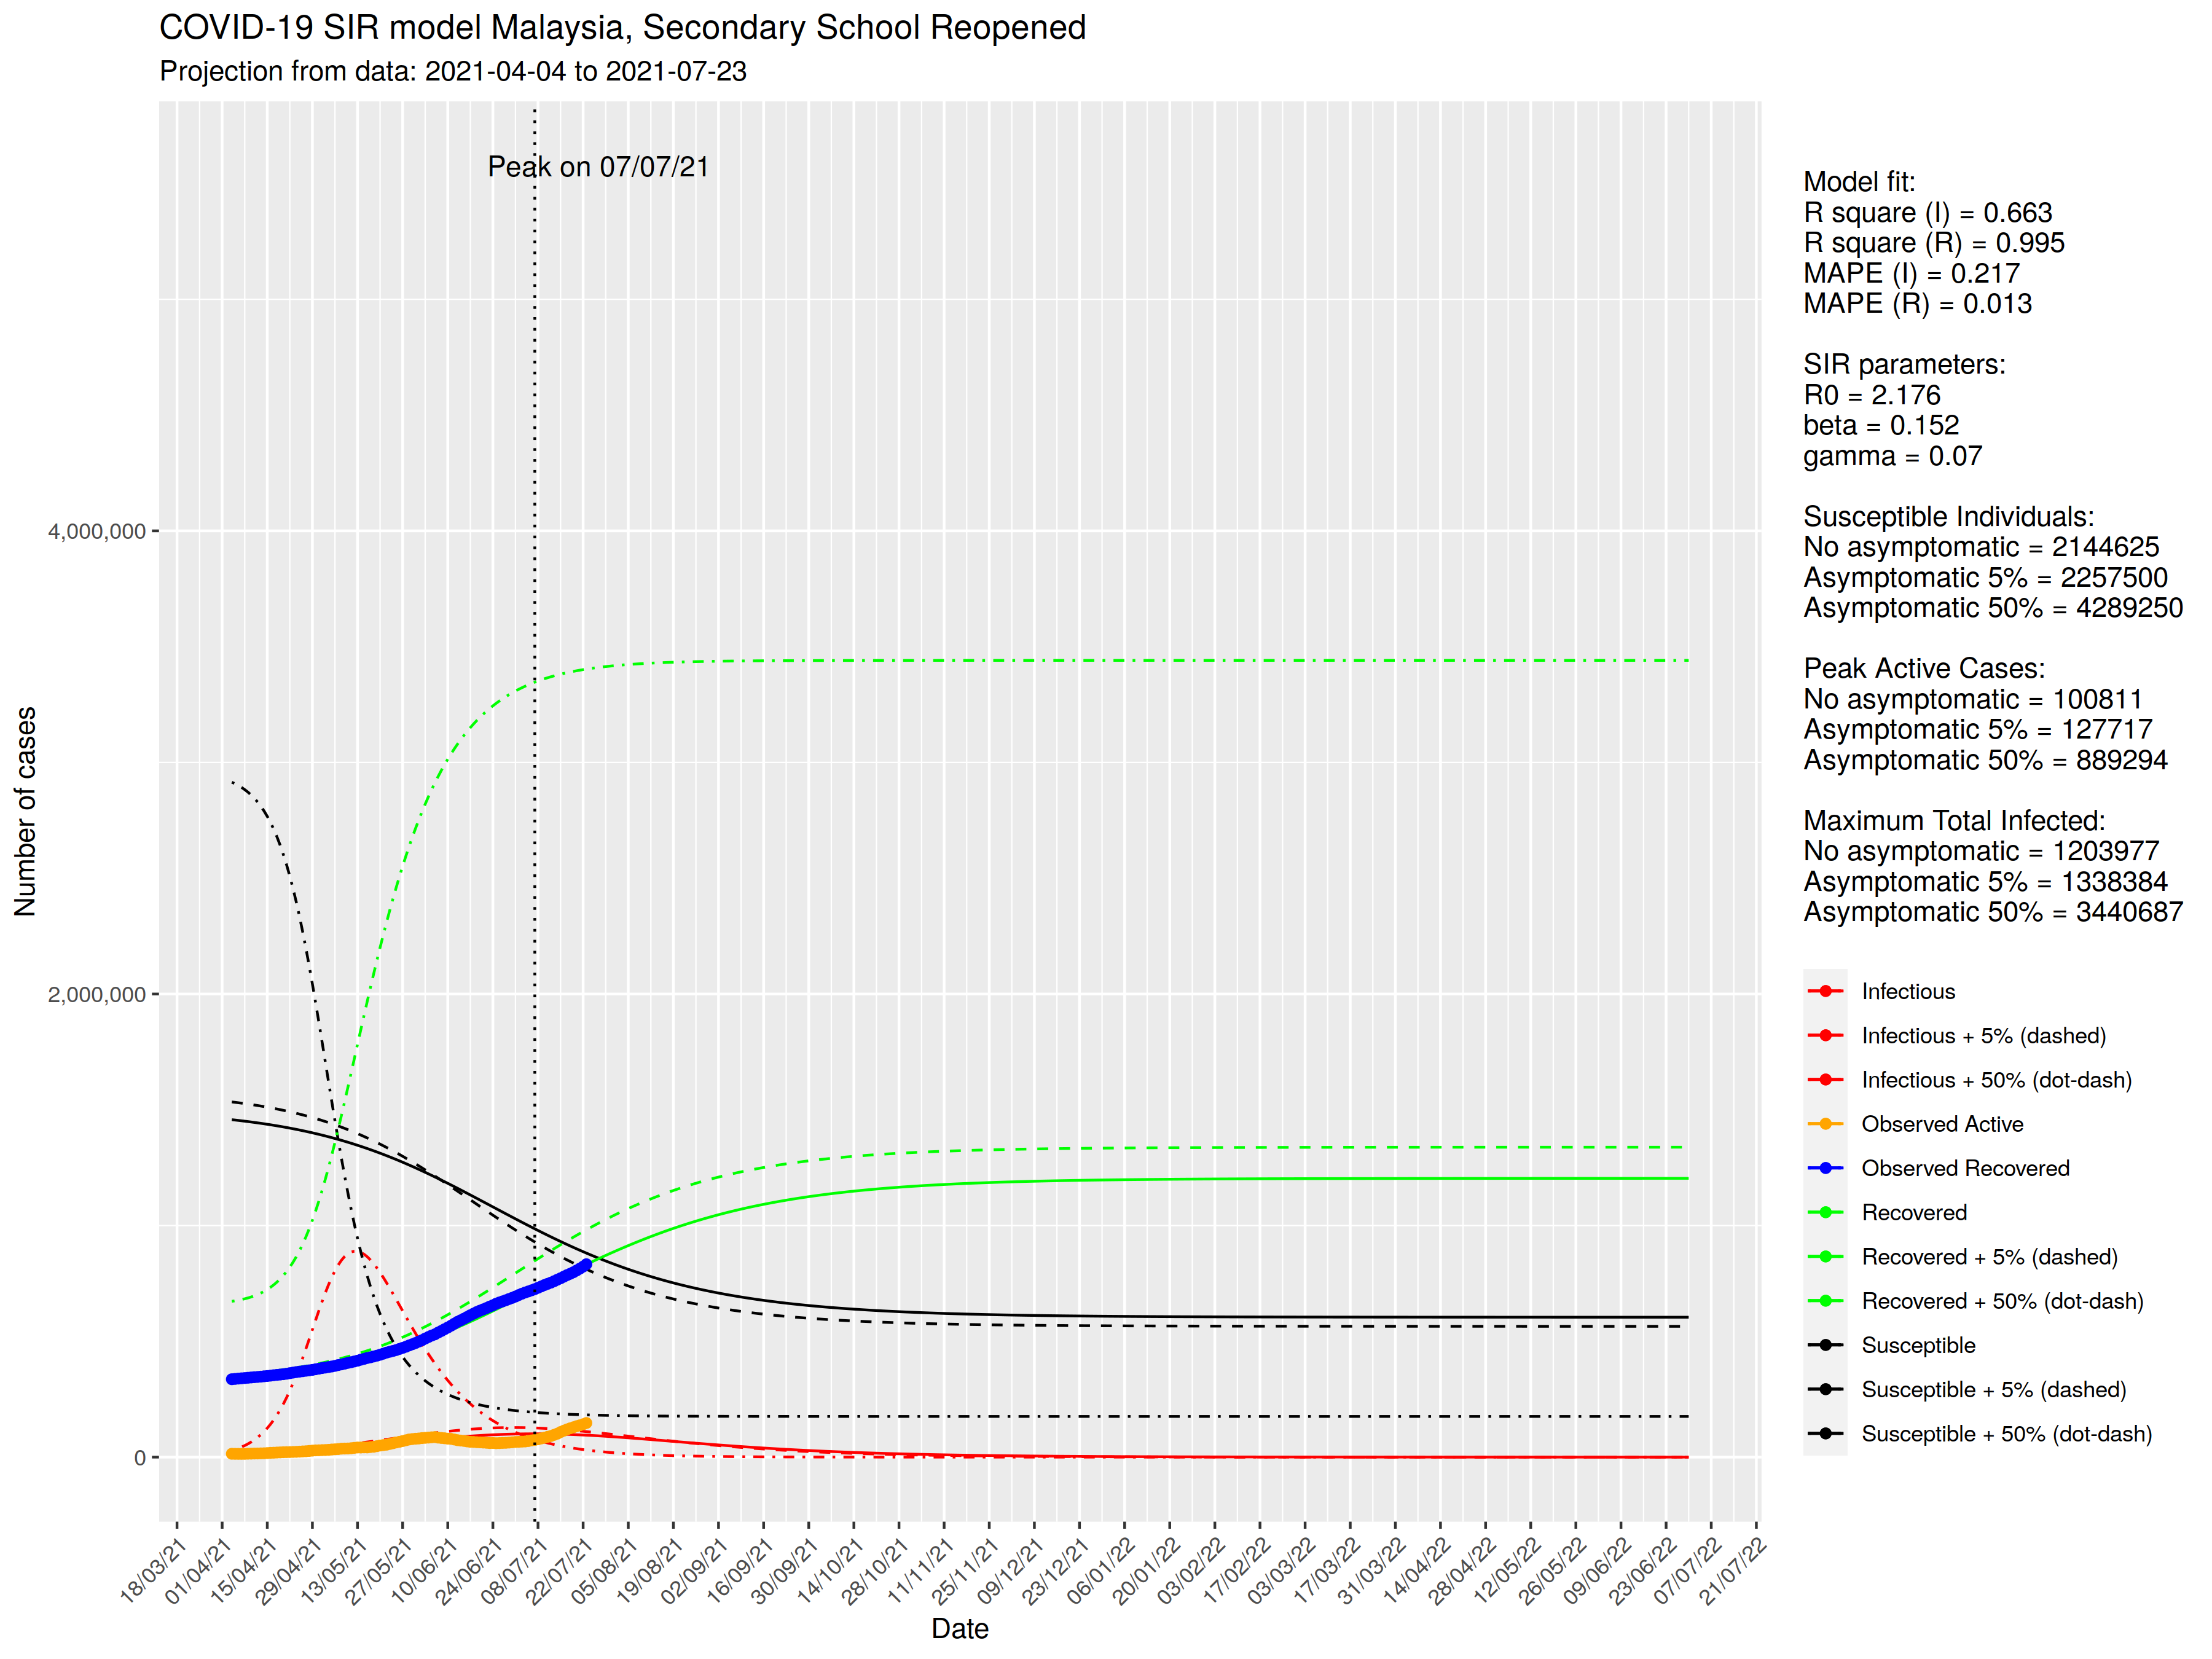 COVID-19 SIR model Malaysia, Secondary School Reopened
Projection from data: 2021-04-04 to 2021-07-23
Peak on 07/07/21
Number of cases
4,000,000
2,000,000
0
18/03/21
01/04/21
15/04/21
29/04/21
13/05/21
27/05/21
10/06/21
24/06/21
08/07/21
22/07/21
05/08/21
19/08/21
02/09/21
16/09/21
30/09/21
14/10/21
28/10/21
11/11/21
25/11/21
09/12/21
23/12/21
06/01/22
20/01/22
03/02/22
17/02/22
03/03/22
17/03/22
31/03/22
14/04/22
28/04/22
12/05/22
26/05/22
09/06/22
23/06/22
07/07/22
21/07/22
Date
Model fit:
R square (I) = 0.663
R square (R) = 0.995
MAPE (I) = 0.217
MAPE (R) = 0.013
SIR parameters:
R0 = 2.176
beta = 0.152
gamma = 0.07
Susceptible Individuals:
No asymptomatic = 2144625
Asymptomatic 5% = 2257500
Asymptomatic 50% = 4289250
Peak Active Cases:
No asymptomatic = 100811
Asymptomatic 5% = 127717
Asymptomatic 50% = 889294
Maximum Total Infected:
No asymptomatic = 1203977
Asymptomatic 5% = 1338384
Asymptomatic 50% = 3440687
Infectious
Infectious + 5% (dashed)
Infectious + 50% (dot-dash)
Observed Active
Observed Recovered
Recovered
Recovered + 5% (dashed)
Recovered + 50% (dot-dash)
Susceptible
Susceptible + 5% (dashed)
Susceptible + 50% (dot-dash)